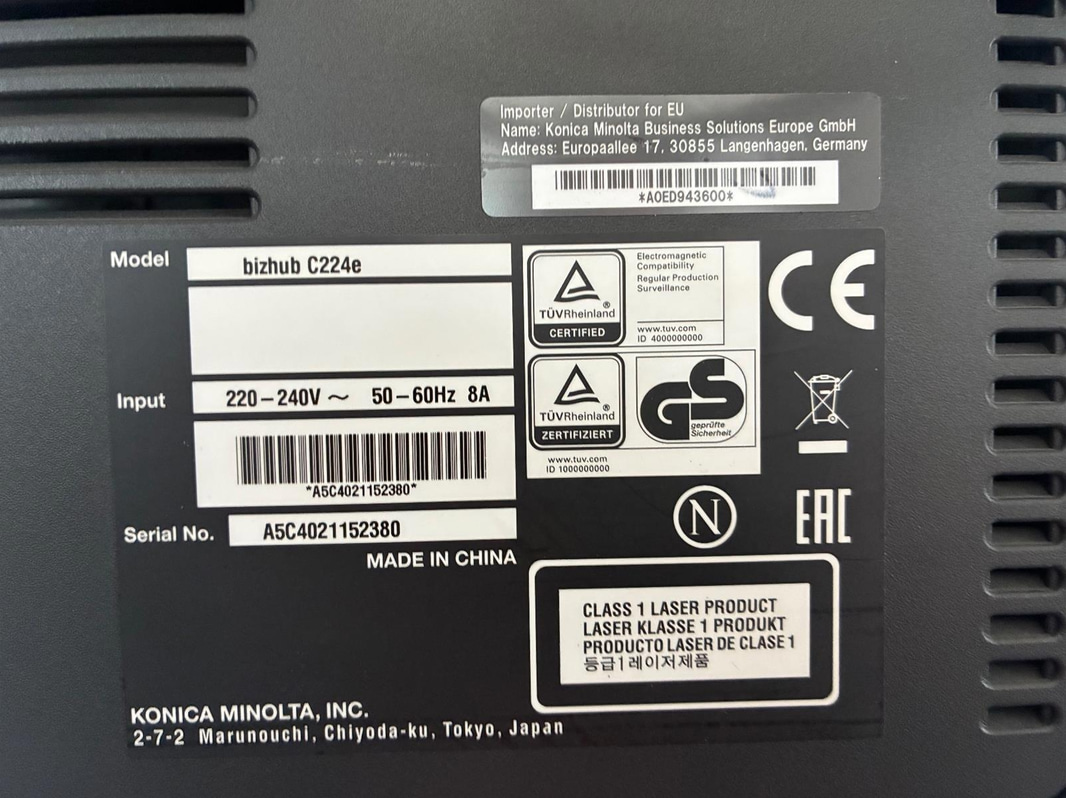 Importer / Distributor for EU
Name: Konica Minolta Business Solutions Europe GmbH
Address: Europaallee 17, 30855 Langenhagen, Germany
*A0ED943600*
Model bizhub C224e
Input 220-240V ~ 50-60Hz 8A
*A5C4021152380*
Serial No. A5C4021152380
MADE IN CHINA
KONICA MINOLTA, INC.
2-7-2 Marunouchi, Chiyoda-ku, Tokyo, Japan
TÜVRheinland®
CERTIFIED
Electromagnetic
Compatibility
Regular Production
Surveillance
www.tuv.com
ID 4000000000
TÜVRheinland®
ZERTIFIZIERT
GS
geprüfte
Sicherheit
www.tuv.com
ID 1000000000
CE
N
EAC
CLASS 1 LASER PRODUCT
LASER KLASSE 1 PRODUKT
PRODUCTO LASER DE CLASE 1
등급1레이저제품